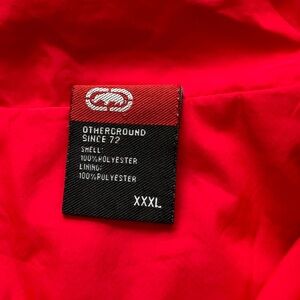 OTHERGROUND
SINCE 72
SHELL:
100%POLYESTER
LINING:
100%POLYESTER
XXXL